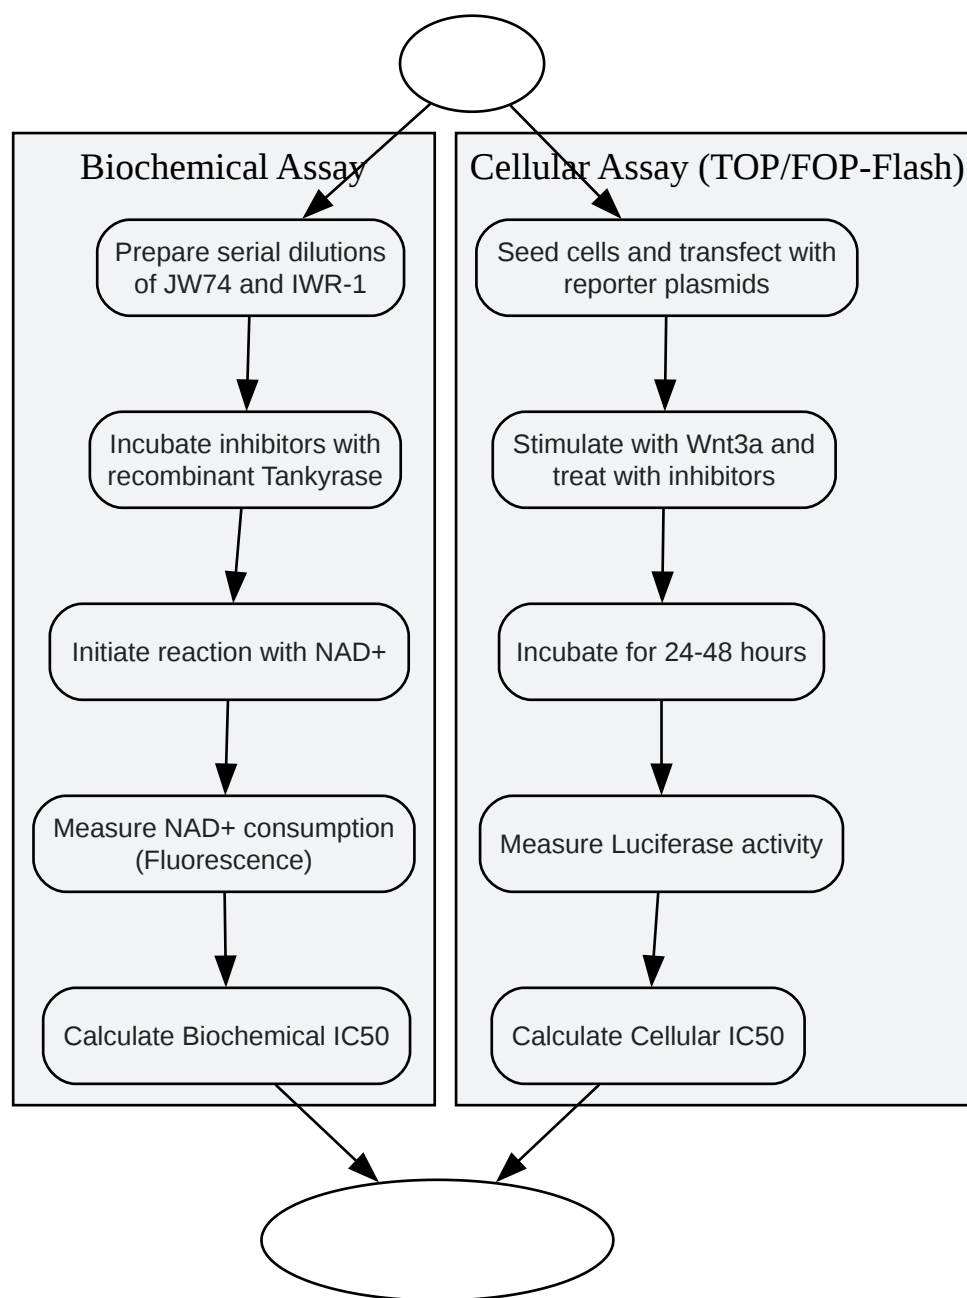 Biochemical Assay
Prepare serial dilutions
of JW74 and IWR-1
Incubate inhibitors with
recombinant Tankyrase
Initiate reaction with NAD+
Measure NAD+ consumption
(Fluorescence)
Calculate Biochemical IC50
Cellular Assay (TOP/FOP-Flash)
Seed cells and transfect with
reporter plasmids
Stimulate with Wnt3a and
treat with inhibitors
Incubate for 24-48 hours
Measure Luciferase activity
Calculate Cellular IC50